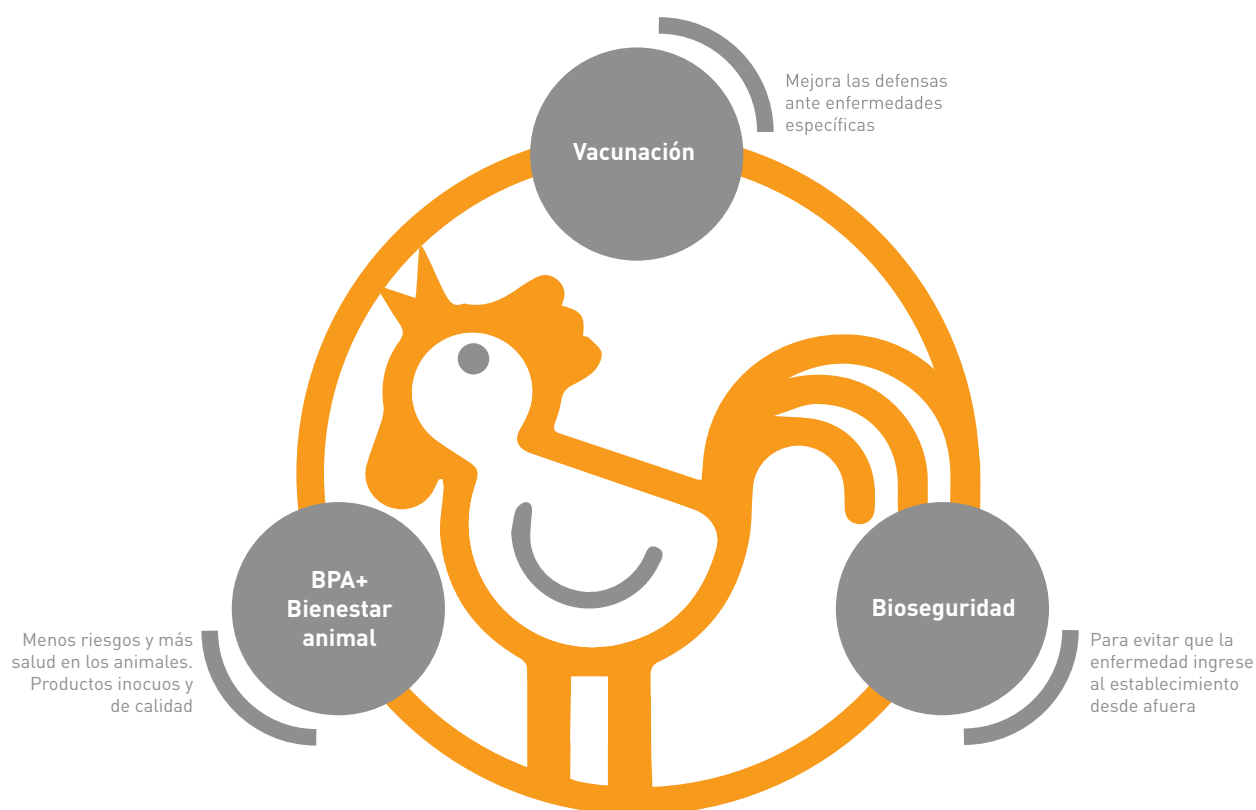 Mejora las defensas
ante enfermedades
específicas
Vacunación
BPA+
Bienestar
animal
Menos riesgos y más
salud en los animales.
Productos inocuos y
de calidad
Bioseguridad
Para evitar que la
enfermedad ingrese
al establecimiento
desde afuera